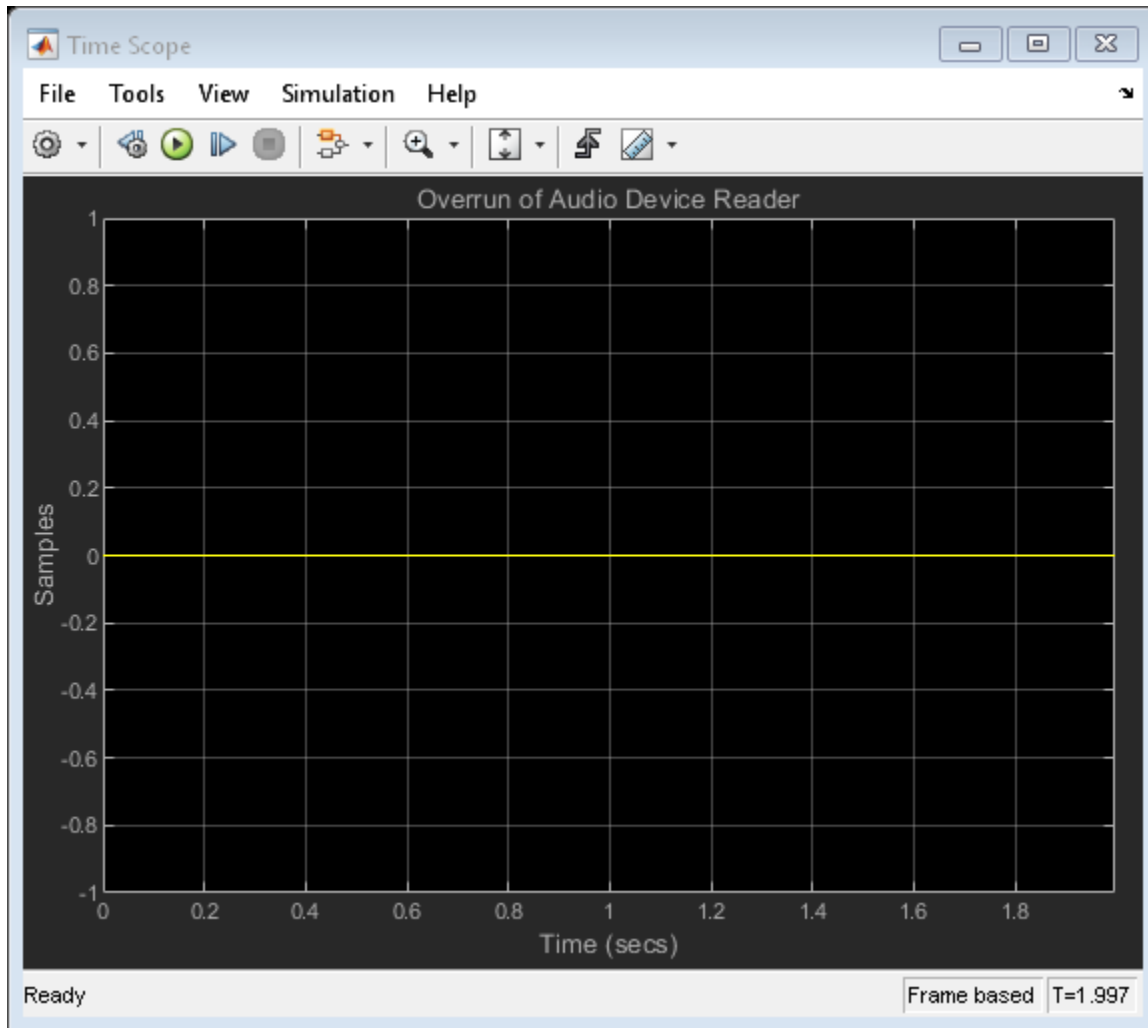 Time Scope
File Tools View Simulation Help
Overrun of Audio Device Reader
1
0.8
0.6
0.4
0.2
0
-0.2
-0.4
-0.6
-0.8
-1
Samples
0 0.2 0.4 0.6 0.8 1 1.2 1.4 1.6 1.8
Time (secs)
Ready Frame based T=1.997